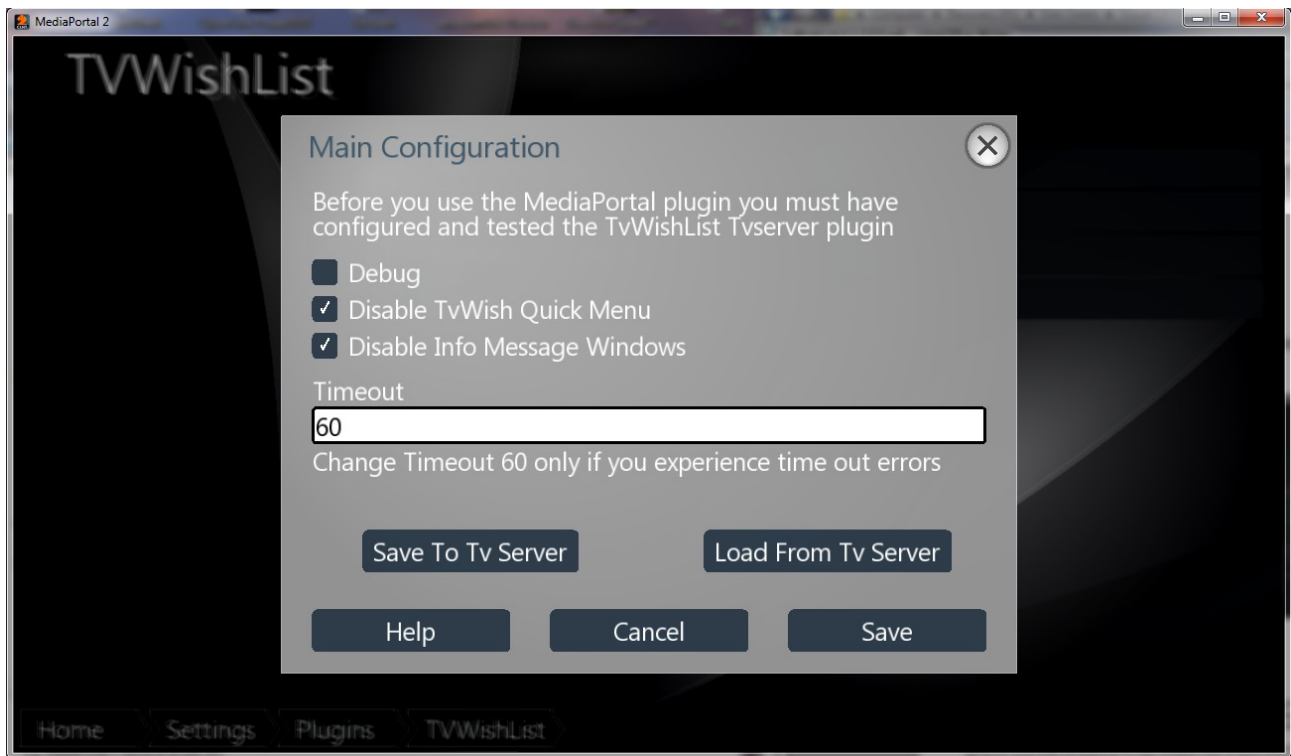 MediaPortal 2
TVWishList
Main Configuration
Before you use the MediaPortal plugin you must have
configured and tested the TvWishList Tvserver plugin
Debug
Disable TvWish Quick Menu
Disable Info Message Windows
Timeout
60
Change Timeout 60 only if you experience time out errors
Save To Tv Server Load From Tv Server
Help Cancel Save
Home Settings Plugins TVWishList